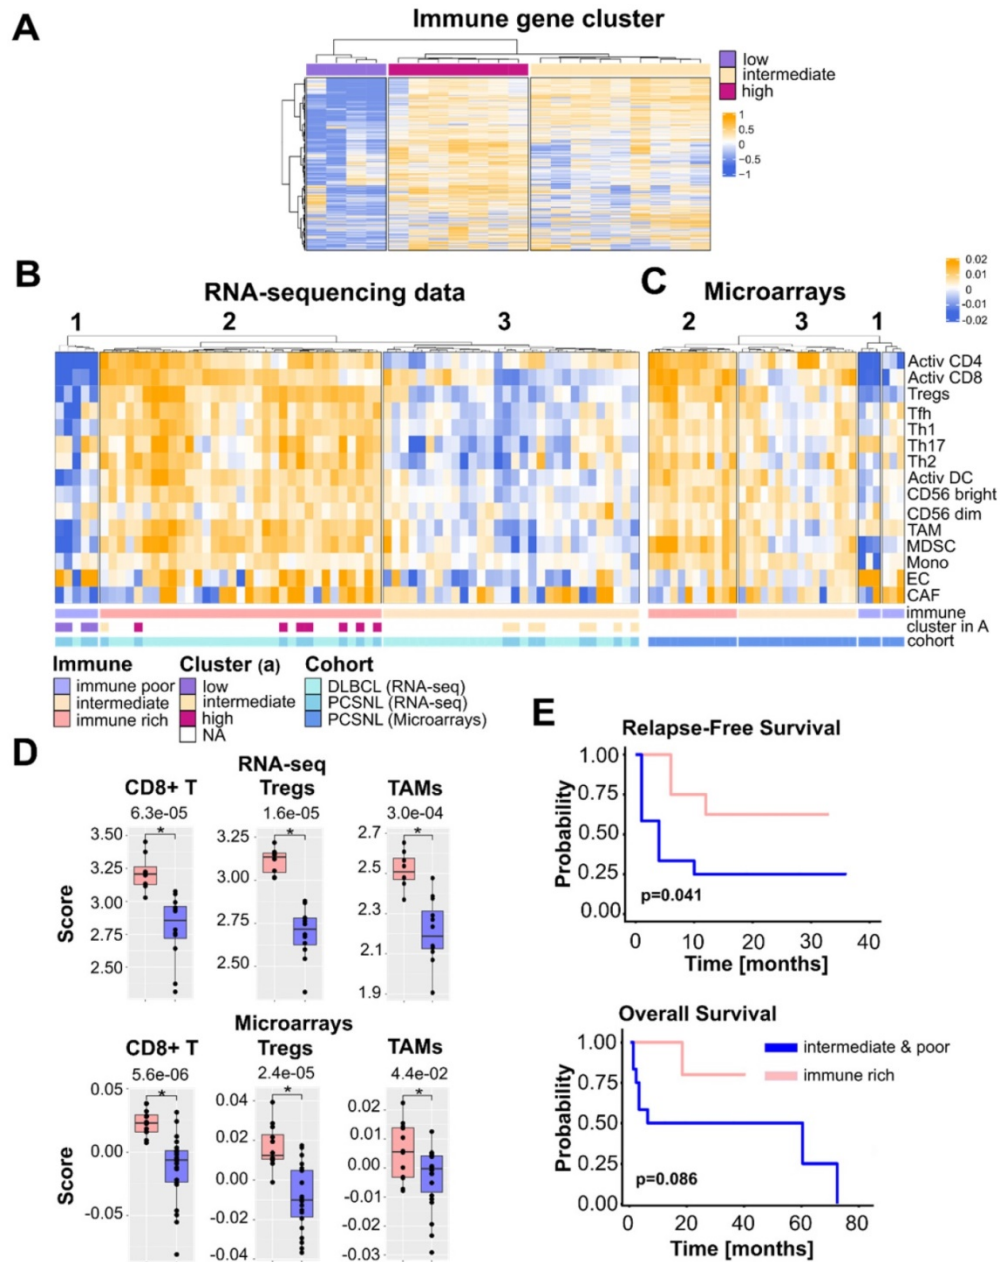 A
Immune gene cluster
low
intermediate
high
1
0.5
0
−0.5
−1
B
RNA-sequencing data
C
Microarrays
0.02
0.01
0
-0.01
-0.02
1
2
3
2
3
1
Activ CD4
Activ CD8
Tregs
Tfh
Th1
Th17
Th2
Activ DC
CD56 bright
CD56 dim
TAM
MDSC
Mono
EC
CAF
immune
cluster in A
cohort
Immune
immune poor
intermediate
immune rich
Cluster (a)
low
intermediate
high
NA
Cohort
DLBCL (RNA-seq)
PCSNL (RNA-seq)
PCSNL (Microarrays)
D
RNA-seq
CD8+ T
Tregs
TAMs
6.3e-05
1.6e-05
3.0e-04
*
*
*
Score
3.50
3.25
3.00
2.75
2.50
3.25
3.00
2.75
2.50
2.7
2.5
2.3
2.1
1.9
Microarrays
CD8+ T
Tregs
TAMs
5.6e-06
2.4e-05
4.4e-02
*
*
*
Score
0.05
0.00
-0.05
0.04
0.02
0.00
-0.02
-0.04
0.02
0.01
0.00
-0.01
-0.02
-0.03
E
Relapse-Free Survival
Probability
1.00
0.75
0.50
0.25
0.00
p=0.041
0 10 20 30 40
Time [months]
Overall Survival
Probability
1.00
0.75
0.50
0.25
0.00
intermediate & poor
immune rich
p=0.086
0 20 40 60 80
Time [months]